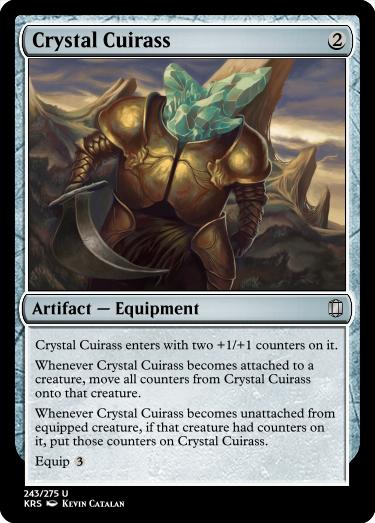 Crystal Cuirass 2
Artifact — Equipment
Crystal Cuirass enters with two +1/+1 counters on it.
Whenever Crystal Cuirass becomes attached to a
creature, move all counters from Crystal Cuirass
onto that creature.
Whenever Crystal Cuirass becomes unattached from
equipped creature, if that creature had counters on
it, put those counters on Crystal Cuirass.
Equip 3
243/275 U
KRS Kevin Catalan